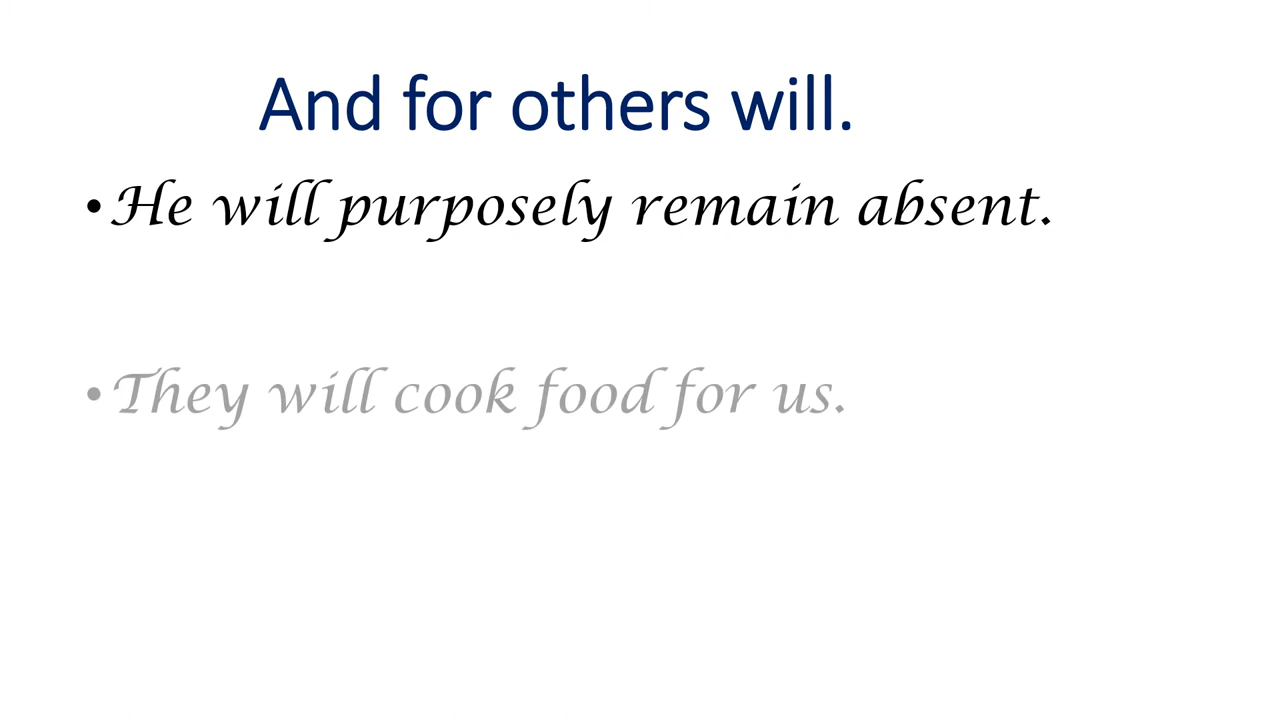 And for others will.
• He will purposely remain absent.
• They will cook food for us.